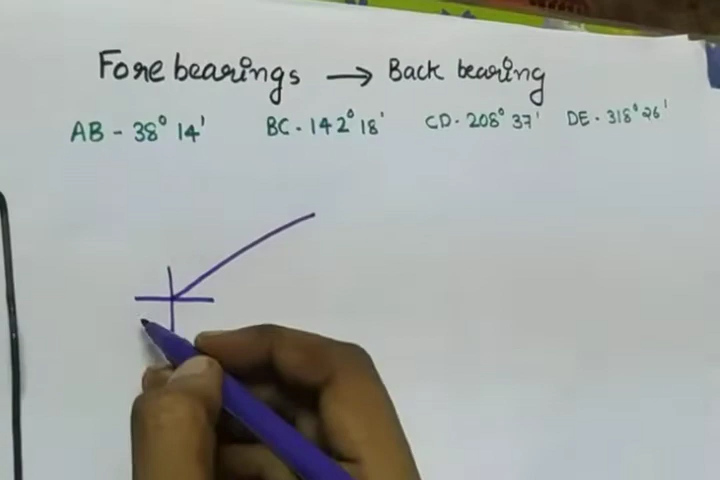 Fore bearings → Back bearing
AB - 38° 14' BC - 142° 18' CD - 208° 37' DE - 318° 26'